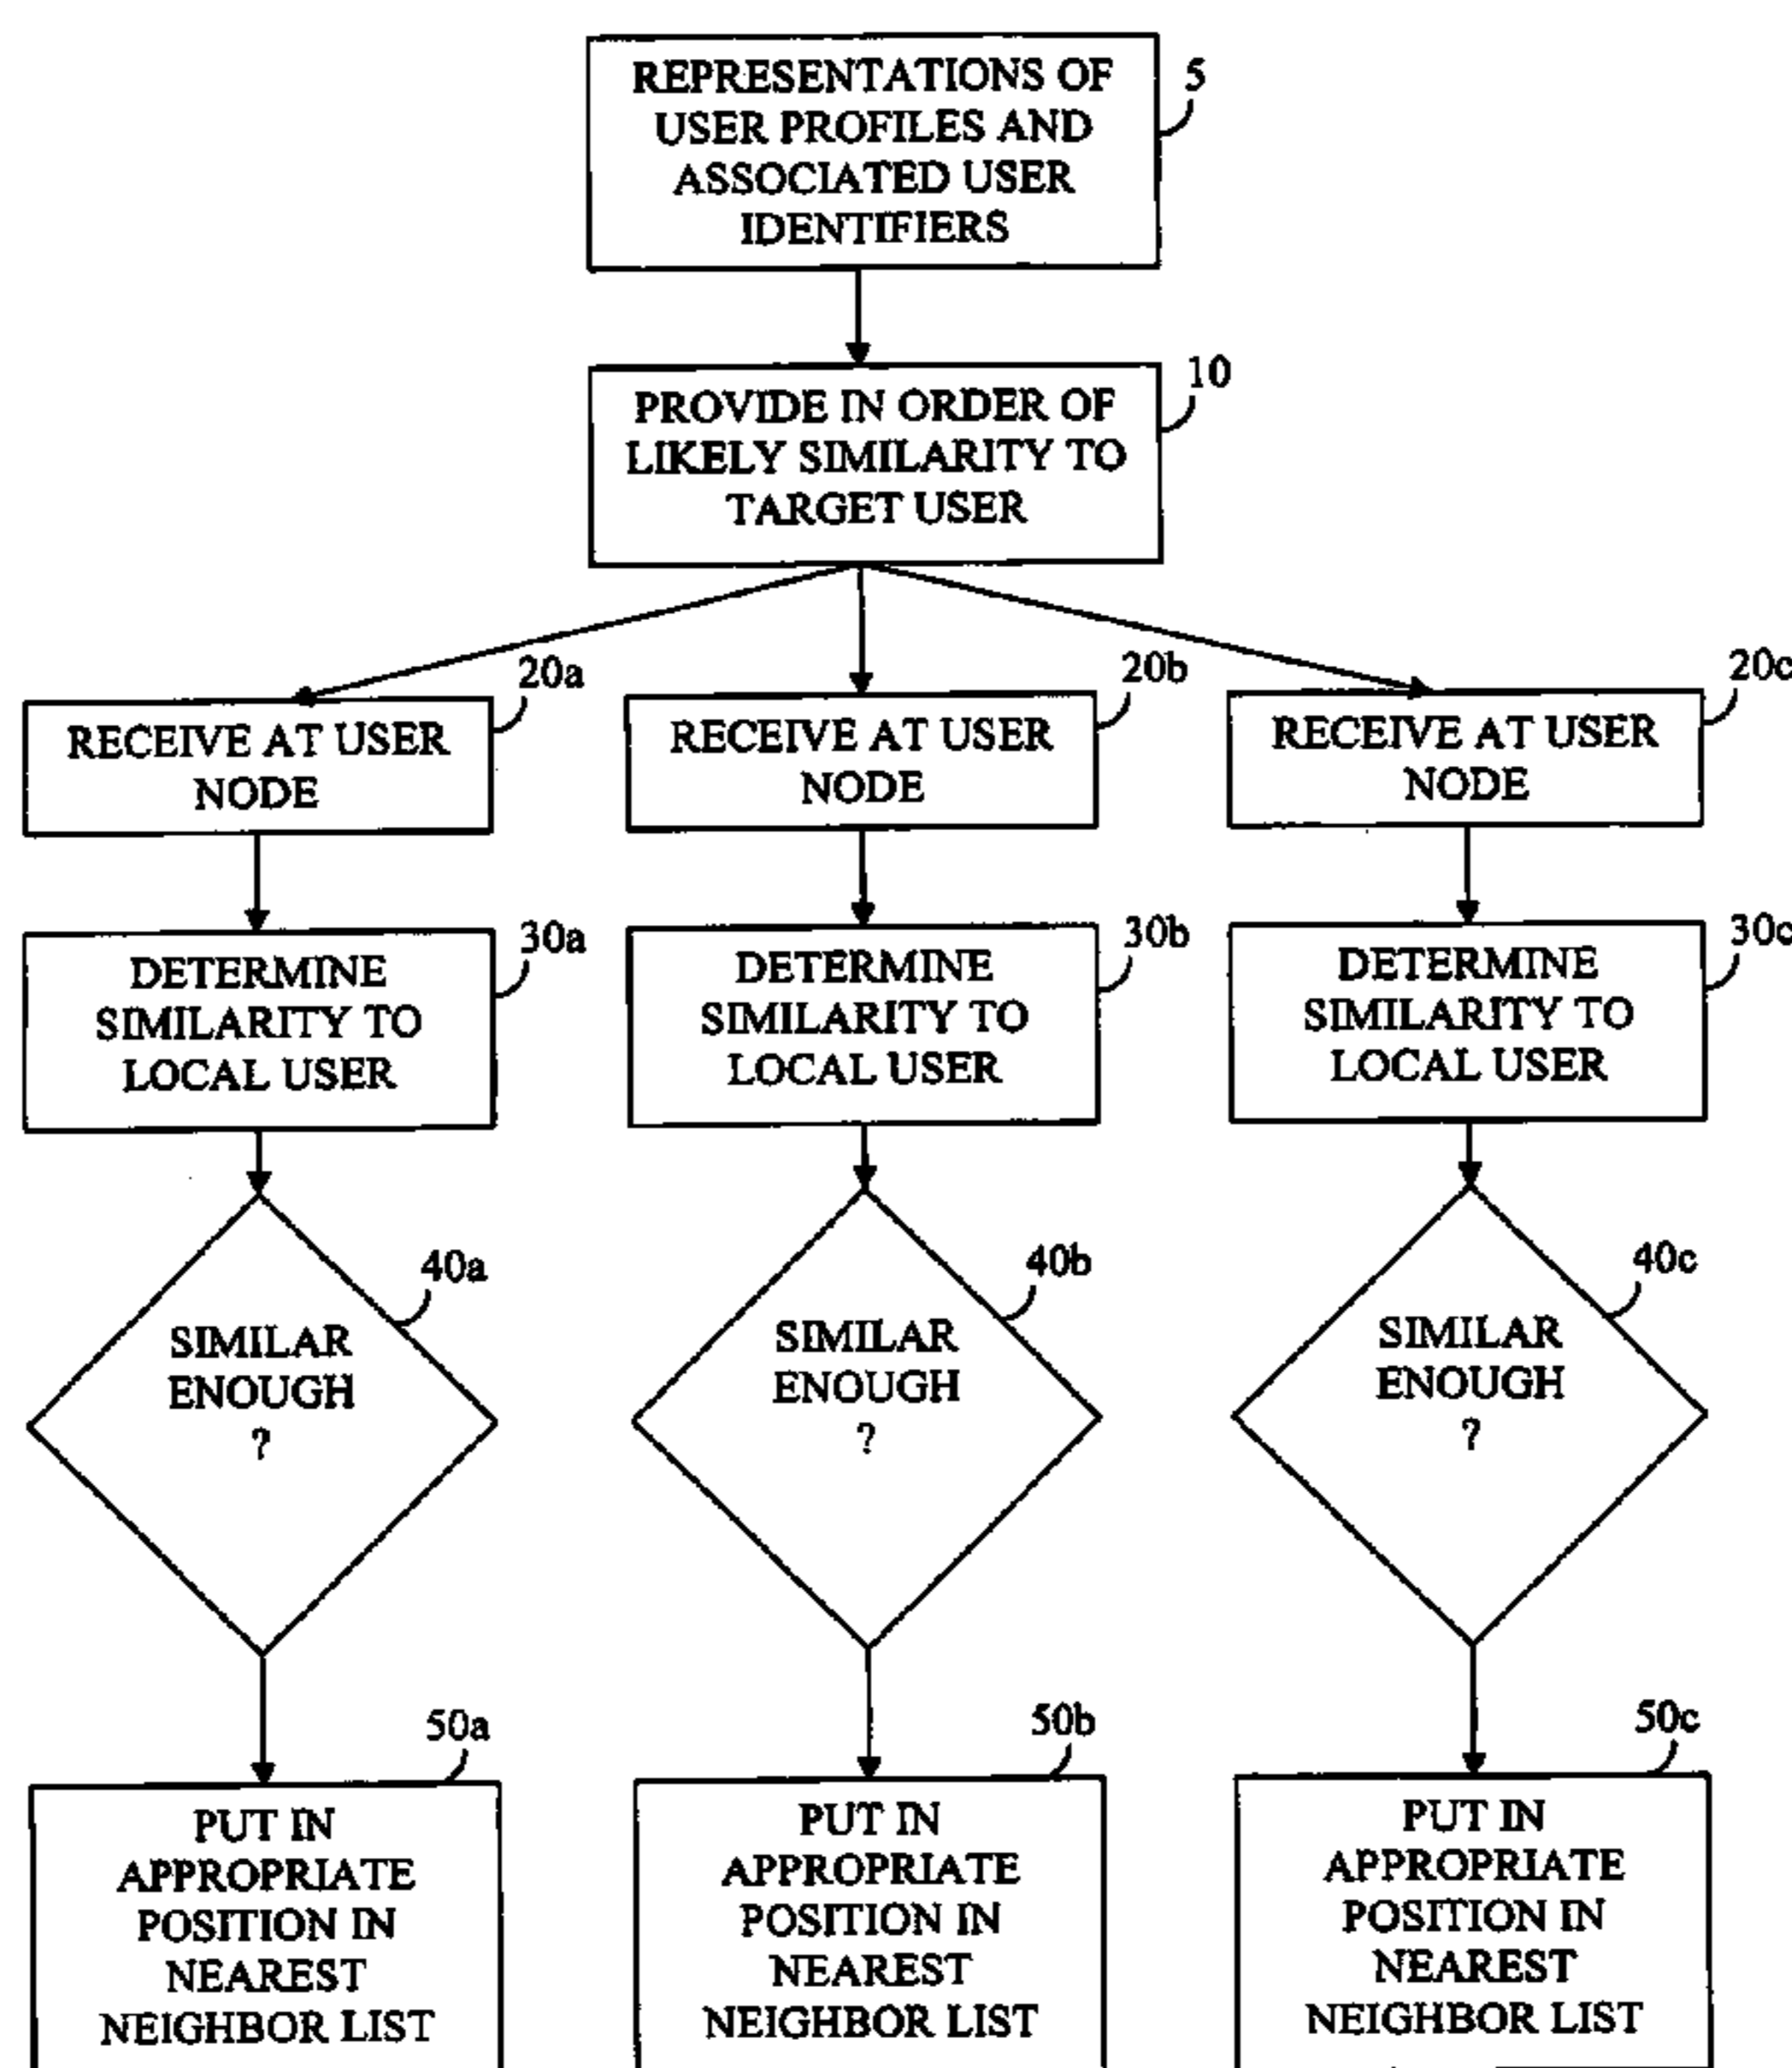 REPRESENTATIONS OF
USER PROFILES AND
ASSOCIATED USER
IDENTIFIERS
5
PROVIDE IN ORDER OF
LIKELY SIMILARITY TO
TARGET USER
10
RECEIVE AT USER
NODE
20a
RECEIVE AT USER
NODE
20b
RECEIVE AT USER
NODE
20c
DETERMINE
SIMILARITY TO
LOCAL USER
30a
DETERMINE
SIMILARITY TO
LOCAL USER
30b
DETERMINE
SIMILARITY TO
LOCAL USER
30c
SIMILAR
ENOUGH
?
40a
SIMILAR
ENOUGH
?
40b
SIMILAR
ENOUGH
?
40c
50a
PUT IN
APPROPRIATE
POSITION IN
NEAREST
NEIGHBOR LIST
50b
PUT IN
APPROPRIATE
POSITION IN
NEAREST
NEIGHBOR LIST
50c
PUT IN
APPROPRIATE
POSITION IN
NEAREST
NEIGHBOR LIST